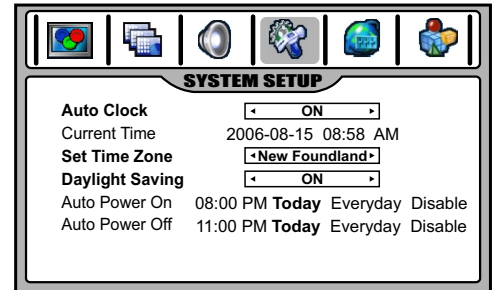 SYSTEM SETUP
Auto Clock ON
Current Time 2006-08-15 08:58 AM
Set Time Zone New Foundland
Daylight Saving ON
Auto Power On 08:00 PM Today Everyday Disable
Auto Power Off 11:00 PM Today Everyday Disable